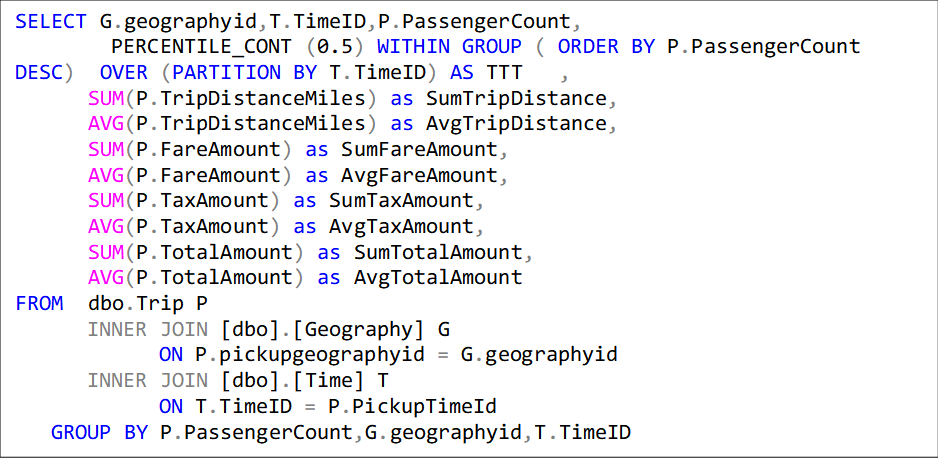 SELECT G.geographyid,T.TimeID,P.PassengerCount,
PERCENTILE_CONT (0.5) WITHIN GROUP ( ORDER BY P.PassengerCount
DESC) OVER (PARTITION BY T.TimeID) AS TTT ,
SUM(P.TripDistanceMiles) as SumTripDistance,
AVG(P.TripDistanceMiles) as AvgTripDistance,
SUM(P.FareAmount) as SumFareAmount,
AVG(P.FareAmount) as AvgFareAmount,
SUM(P.TaxAmount) as SumTaxAmount,
AVG(P.TaxAmount) as AvgTaxAmount,
SUM(P.TotalAmount) as SumTotalAmount,
AVG(P.TotalAmount) as AvgTotalAmount
FROM dbo.Trip P
INNER JOIN [dbo].[Geography] G
ON P.pickupgeographyid = G.geographyid
INNER JOIN [dbo].[Time] T
ON T.TimeID = P.PickupTimeId
GROUP BY P.PassengerCount,G.geographyid,T.TimeID